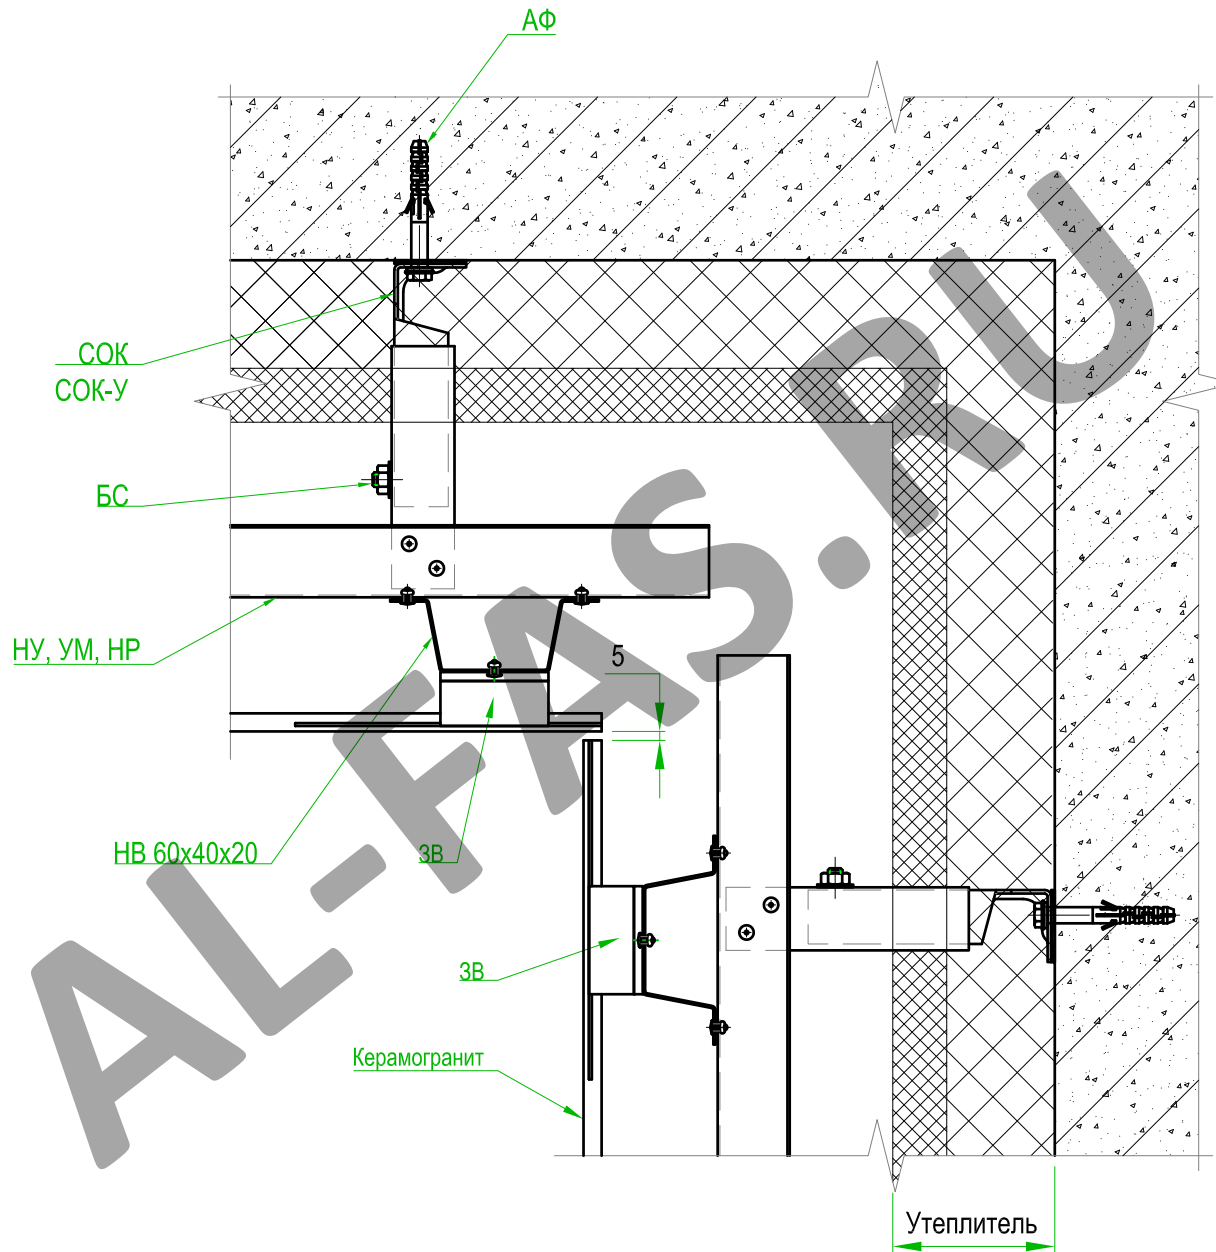 АФ
СОК
СОК-У
БС
НУ, УМ, НР
5
НВ 60х40х20
ЗВ
ЗВ
Керамогранит
Утеплитель
AL-FAS.RU